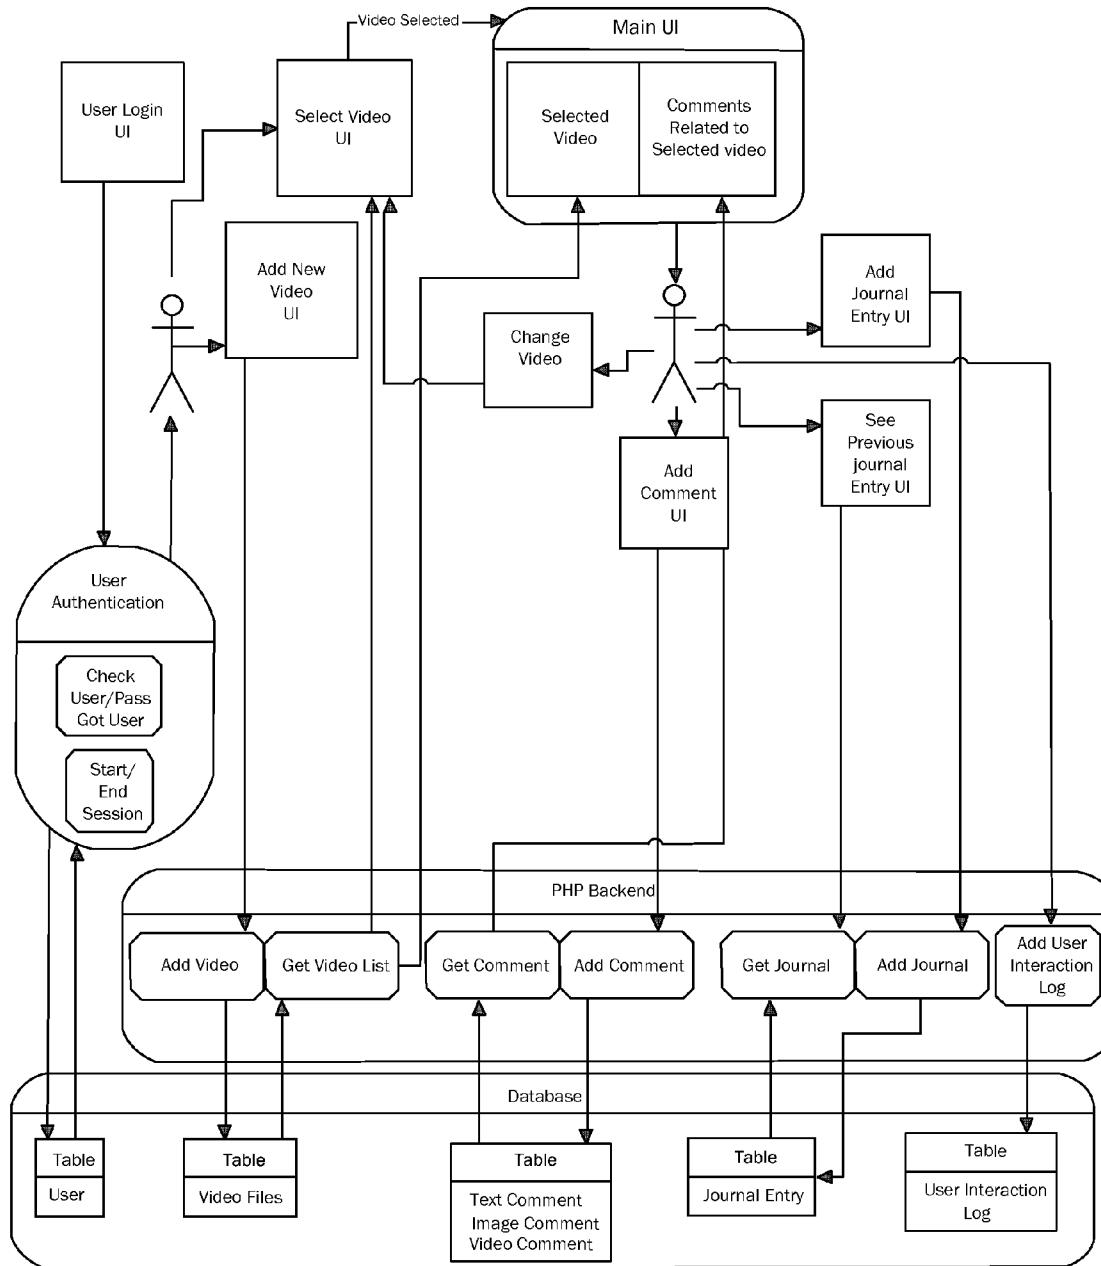 Video Selected
Main UI
User Login
UI
Select Video
UI
Selected
Video
Comments
Related to
Selected video
Add New
Video
UI
Change
Video
Add
Journal
Entry UI
See
Previous
journal
Entry UI
Add
Comment
UI
User
Authentication
Check
User/Pass
Got User
Start/
End
Session
PHP Backend
Add Video
Get Video List
Get Comment
Add Comment
Get Journal
Add Journal
Add User
Interaction
Log
Database
Table
User
Table
Video Files
Table
Text Comment
Image Comment
Video Comment
Table
Journal Entry
Table
User Interaction
Log